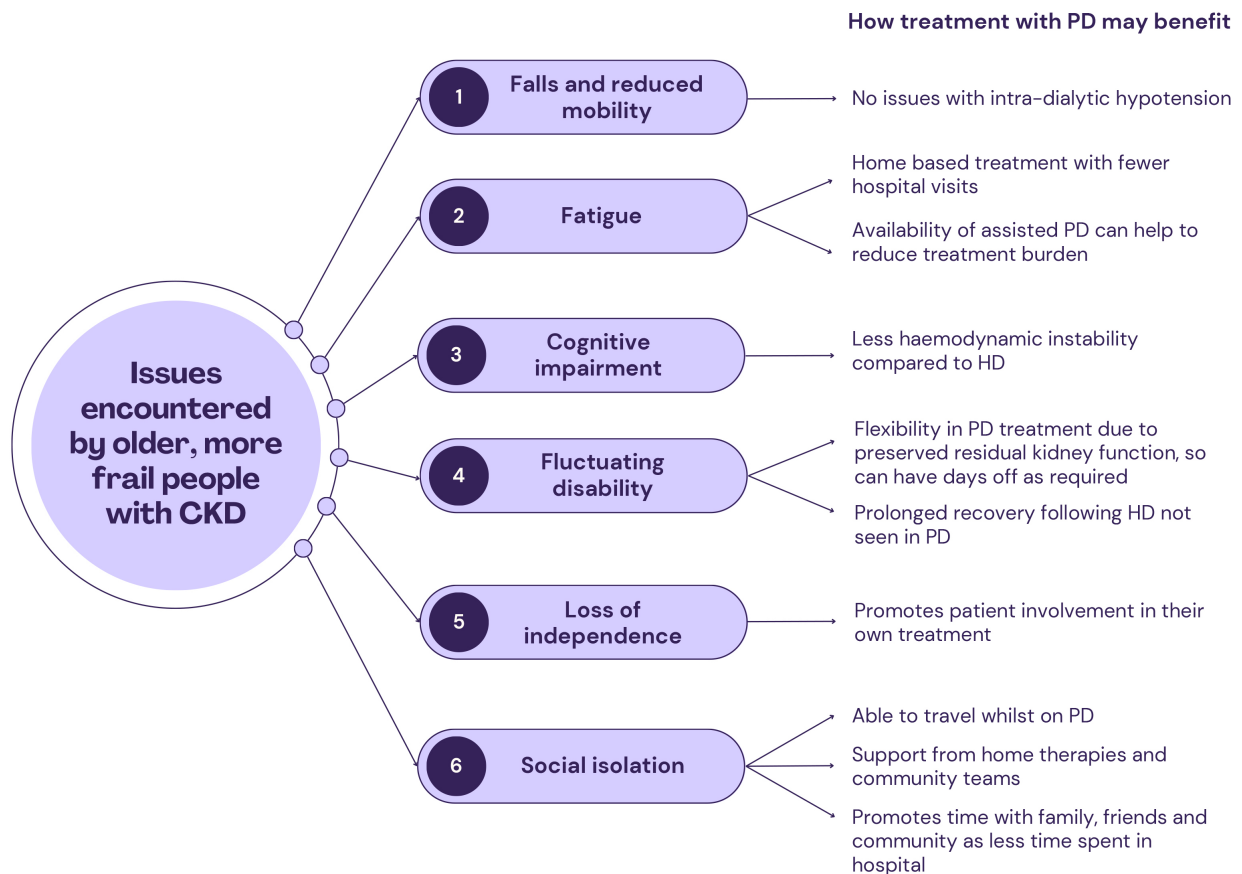 How treatment with PD may benefit
Issues
encountered
by older, more
frail people
with CKD
1
Falls and reduced
mobility
No issues with intra-dialytic hypotension
2
Fatigue
Home based treatment with fewer
hospital visits
Availability of assisted PD can help to
reduce treatment burden
3
Cognitive
impairment
Less haemodynamic instability
compared to HD
4
Fluctuating
disability
Flexibility in PD treatment due to
preserved residual kidney function, so
can have days off as required
Prolonged recovery following HD not
seen in PD
5
Loss of
independence
Promotes patient involvement in their
own treatment
6
Social isolation
Able to travel whilst on PD
Support from home therapies and
community teams
Promotes time with family, friends and
community as less time spent in
hospital